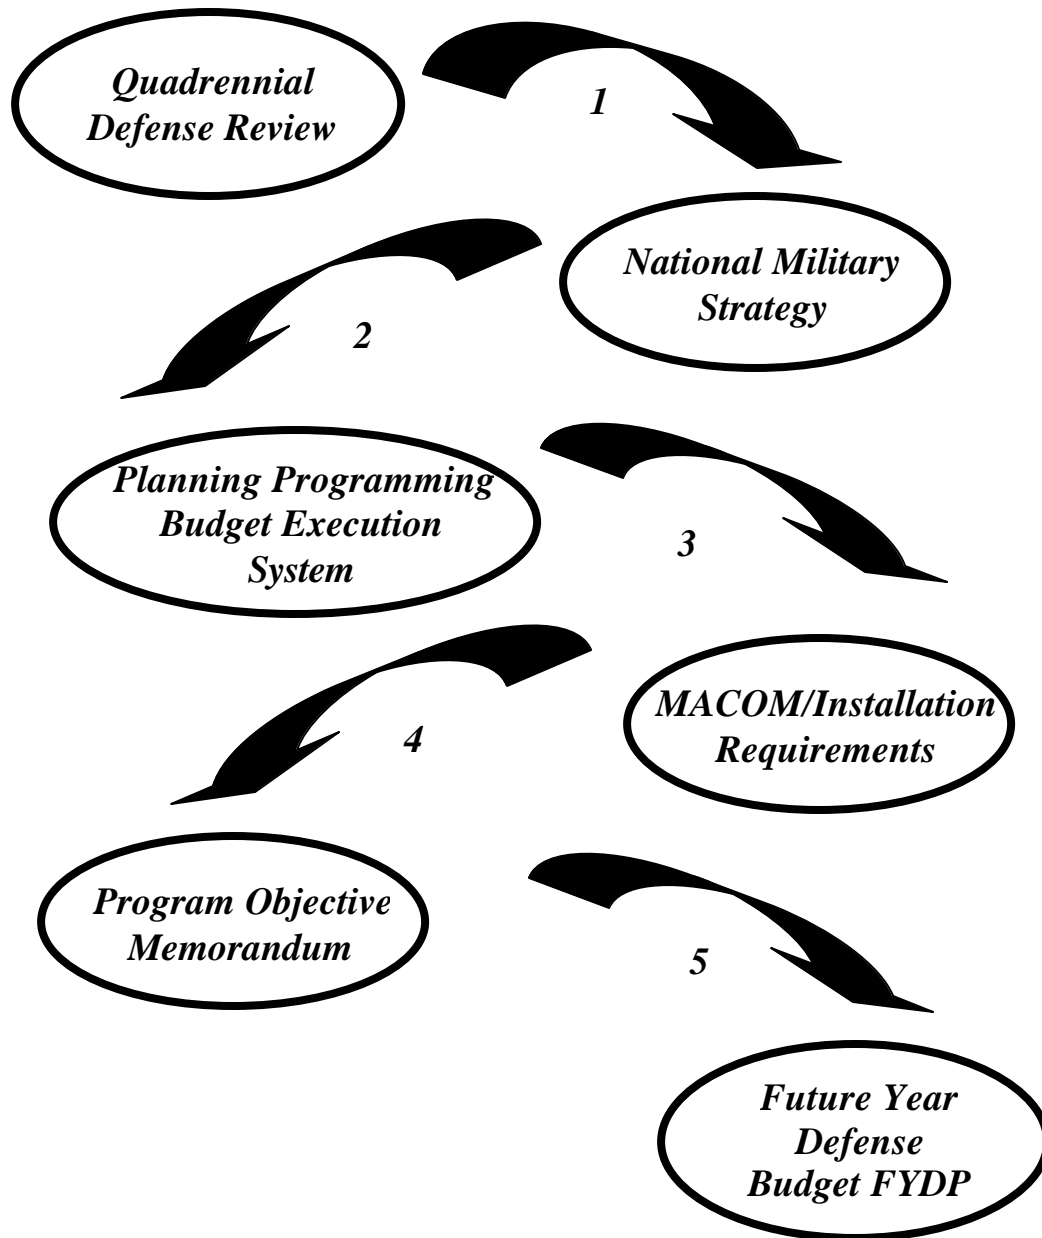 Quadrennial
Defense Review
1
National Military
Strategy
2
Planning Programming
Budget Execution
System
3
MACOM/Installation
Requirements
4
Program Objective
Memorandum
5
Future Year
Defense
Budget FYDP